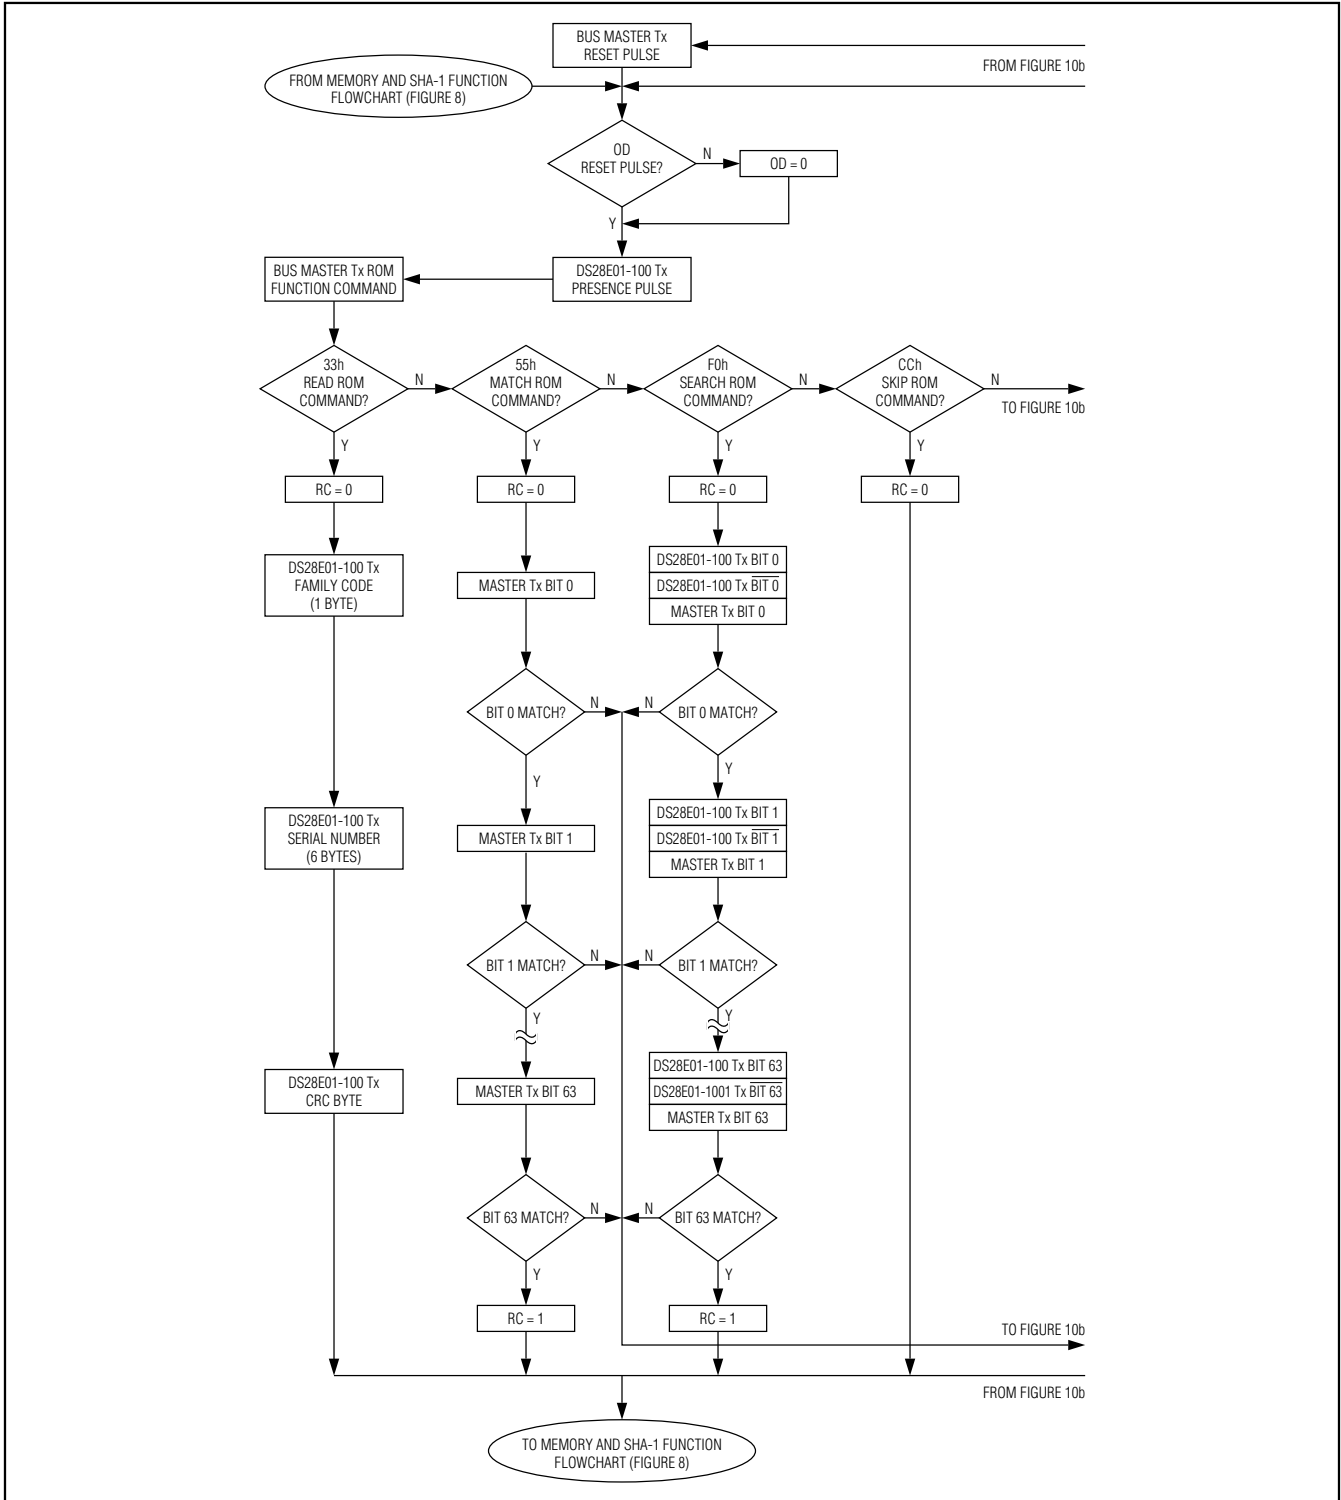 BUS MASTER Tx
RESET PULSE
FROM FIGURE 10b
FROM MEMORY AND SHA-1 FUNCTION
FLOWCHART (FIGURE 8)
OD
RESET PULSE?
N
OD = 0
Y
BUS MASTER Tx ROM
FUNCTION COMMAND
DS28E01-100 Tx
PRESENCE PULSE
33h
READ ROM
COMMAND?
N
55h
MATCH ROM
COMMAND?
N
F0h
SEARCH ROM
COMMAND?
N
CCh
SKIP ROM
COMMAND?
N
TO FIGURE 10b
Y
Y
Y
Y
RC = 0
RC = 0
RC = 0
RC = 0
DS28E01-100 Tx
FAMILY CODE
(1 BYTE)
MASTER Tx BIT 0
DS28E01-100 Tx BIT 0
DS28E01-100 Tx BIT 0
MASTER Tx BIT 0
BIT 0 MATCH?
N
N
BIT 0 MATCH?
Y
Y
DS28E01-100 Tx
SERIAL NUMBER
(6 BYTES)
MASTER Tx BIT 1
DS28E01-100 Tx BIT 1
DS28E01-100 Tx BIT 1
MASTER Tx BIT 1
BIT 1 MATCH?
N
N
BIT 1 MATCH?
Y
Y
DS28E01-100 Tx
CRC BYTE
MASTER Tx BIT 63
DS28E01-100 Tx BIT 63
DS28E01-1001 Tx BIT 63
MASTER Tx BIT 63
BIT 63 MATCH?
N
N
BIT 63 MATCH?
Y
Y
RC = 1
RC = 1
TO FIGURE 10b
FROM FIGURE 10b
TO MEMORY AND SHA-1 FUNCTION
FLOWCHART (FIGURE 8)